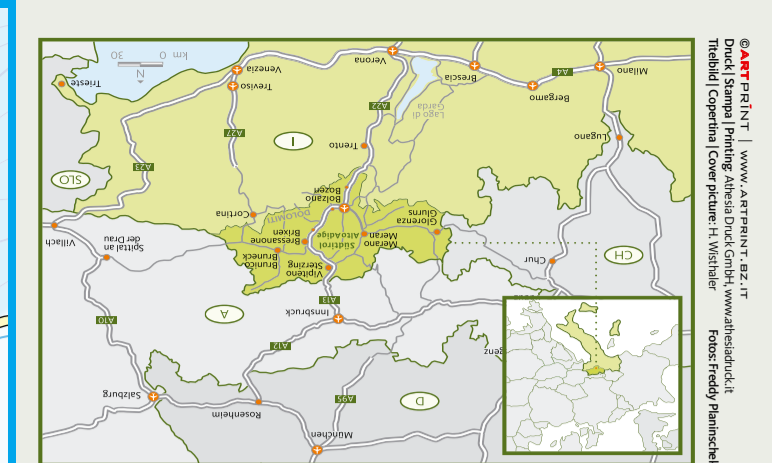 München
D
A95
Rosenheim
Salzburg
genz
A12
Innsbruck
A
A10
A13
Vipiteno
Sterzing
Brunico
Bruneck
Bressanone
Brixen
Merano
Meran
Südtirol
AltoAdige
Glorenza
Glurns
Chur
CH
Spittal
an
der Drau
Villach
Cortina
DOLOMITI
Bolzano
Bozen
Trento
I
SLO
A23
A27
A22
Lugano
Lago di
Garda
Treviso
Venezia
Trieste
Verona
Brescia
Bergamo
A4
Milano
N
km 0 30
©ARTPRINT | WWW.ARTPRINT.BZ.IT
Druck | Stampa | Printing: Athesia Druck GmbH, www.athesiadruck.it
Titelbild | Copertina | Cover picture: H. Wisthaler Fotos: Freddy Planinschek